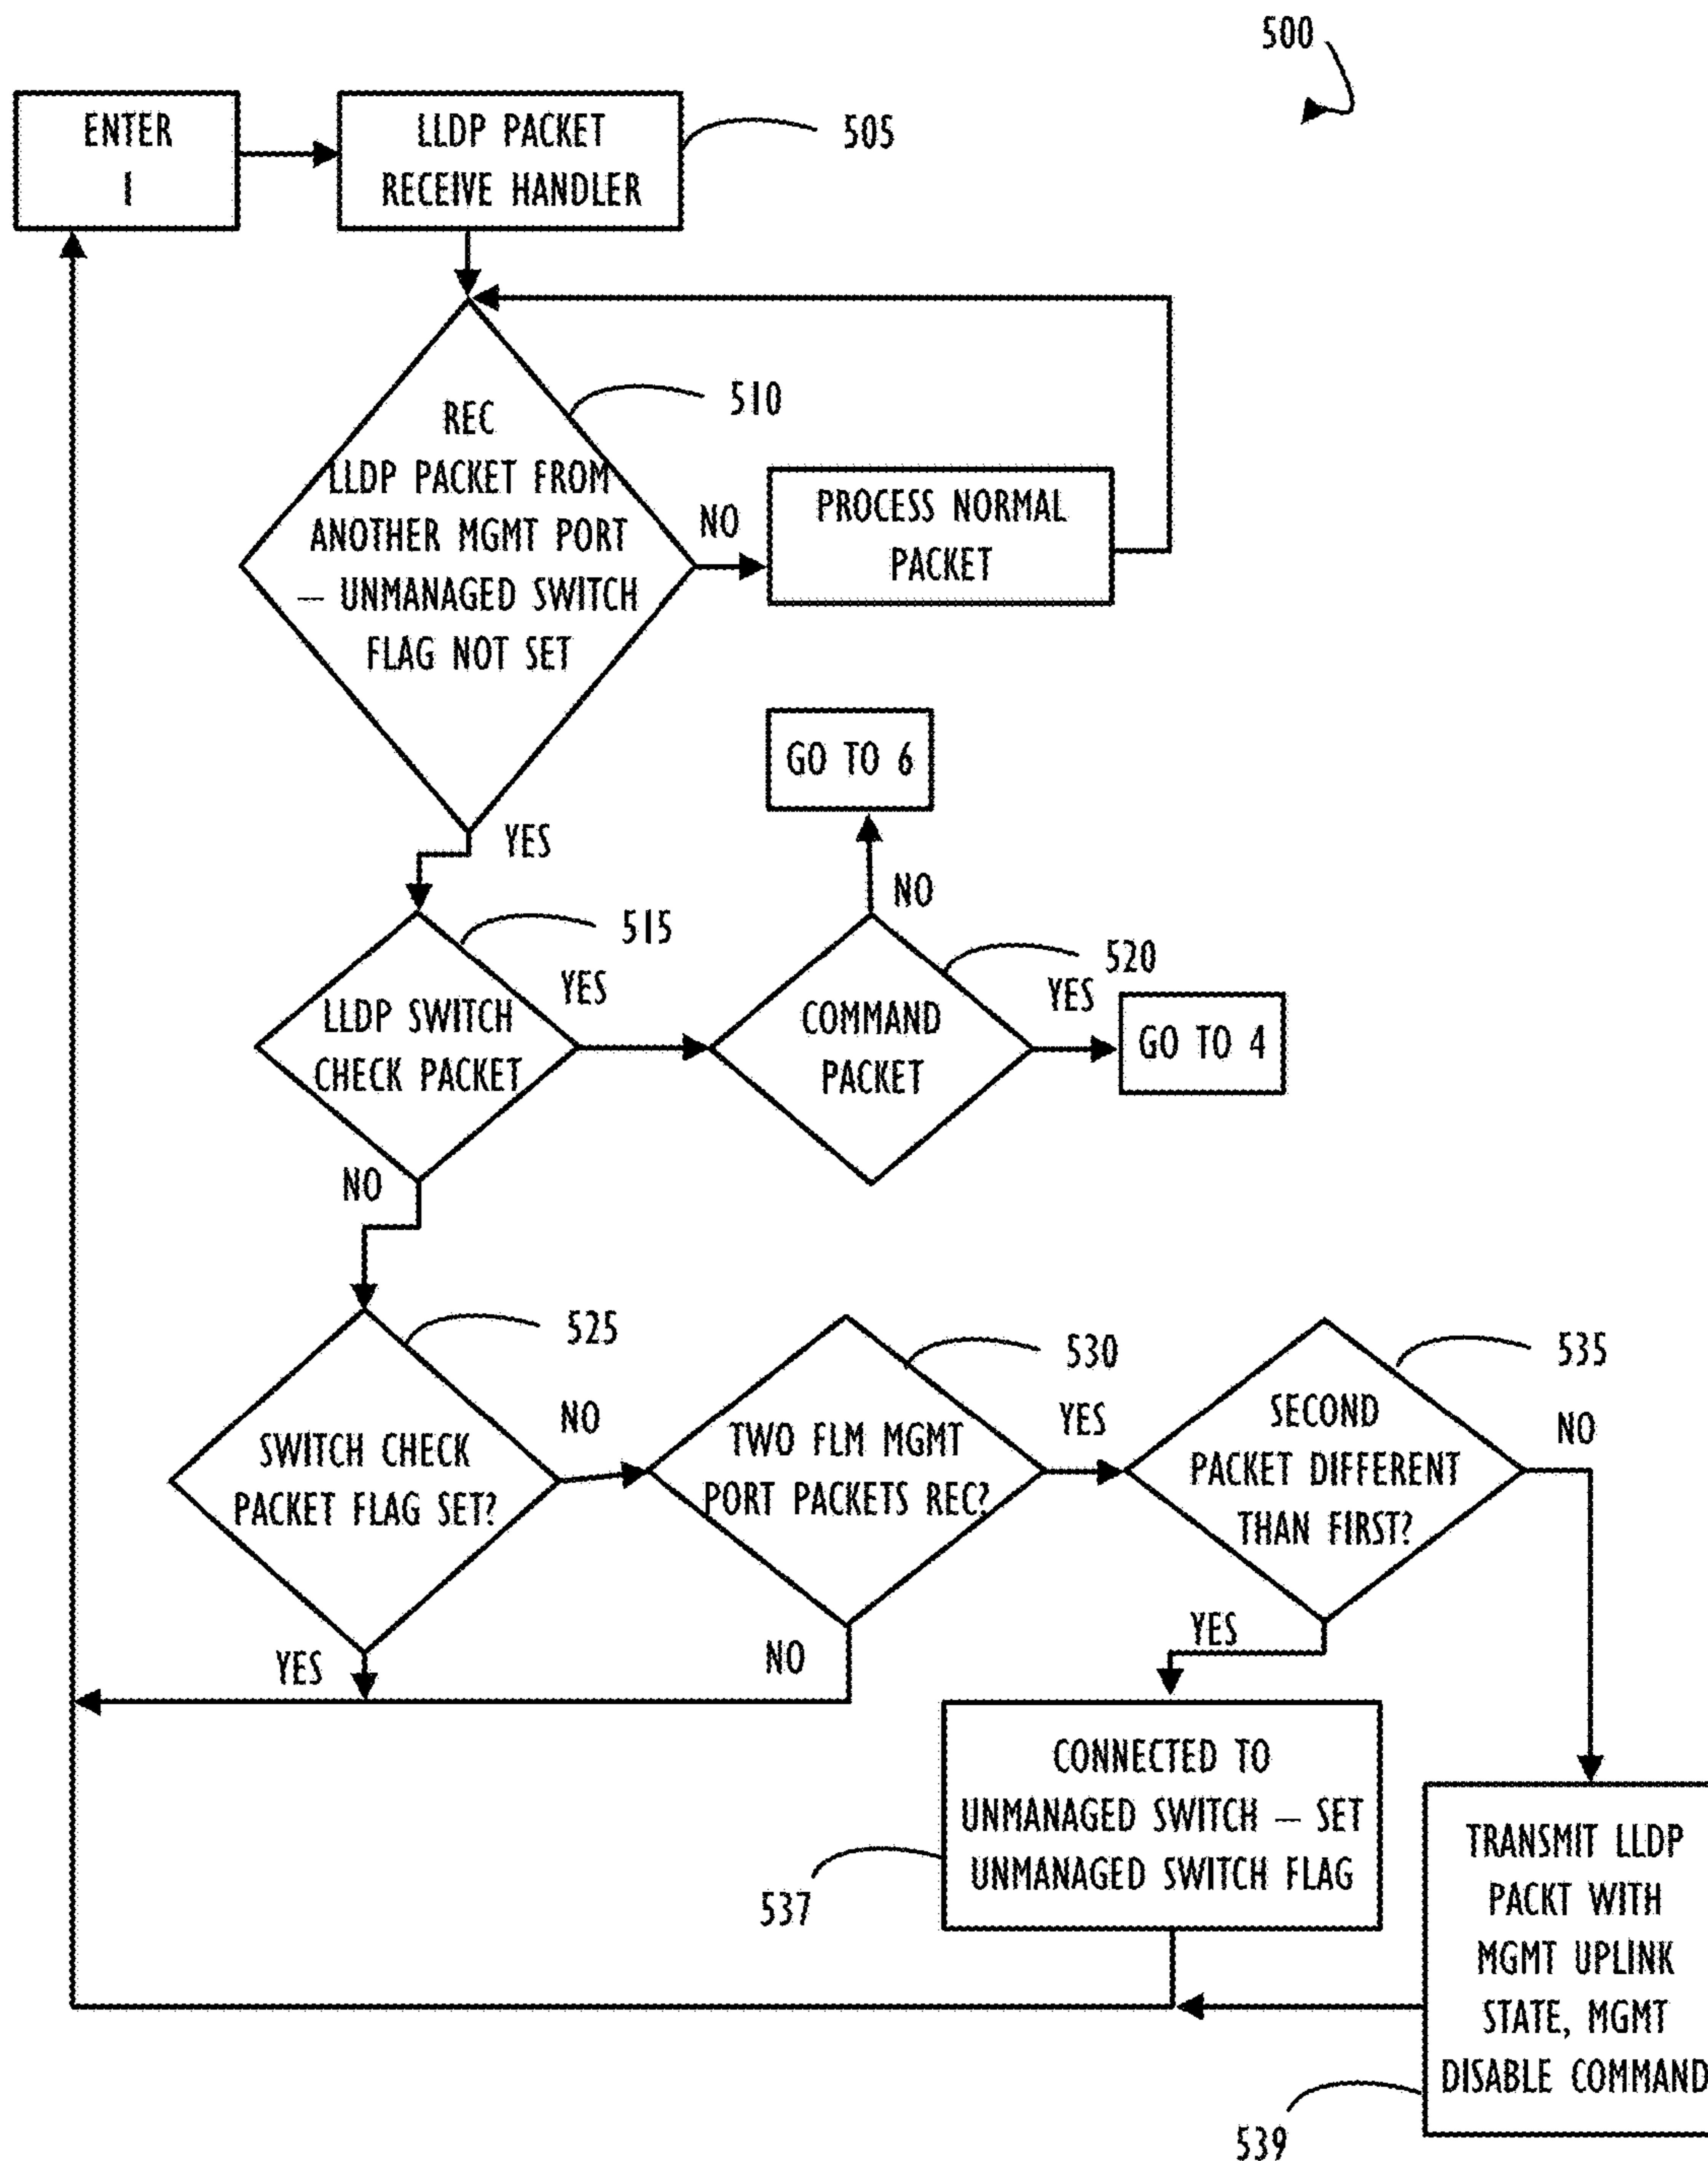 500
ENTER
1
LLDP PACKET
RECEIVE HANDLER
505
REC
LLDP PACKET FROM
ANOTHER MGMT PORT
– UNMANAGED SWITCH
FLAG NOT SET
510
NO
PROCESS NORMAL
PACKET
YES
GO TO 6
NO
LLDP SWITCH
CHECK PACKET
515
YES
COMMAND
PACKET
520
YES
GO TO 4
NO
SWITCH CHECK
PACKET FLAG SET?
525
NO
TWO FLM MGMT
PORT PACKETS REC?
530
YES
SECOND
PACKET DIFFERENT
THAN FIRST?
535
NO
YES
NO
YES
CONNECTED TO
UNMANAGED SWITCH – SET
UNMANAGED SWITCH FLAG
537
TRANSMIT LLDP
PACKT WITH
MGMT UPLINK
STATE, MGMT
DISABLE COMMAND
539